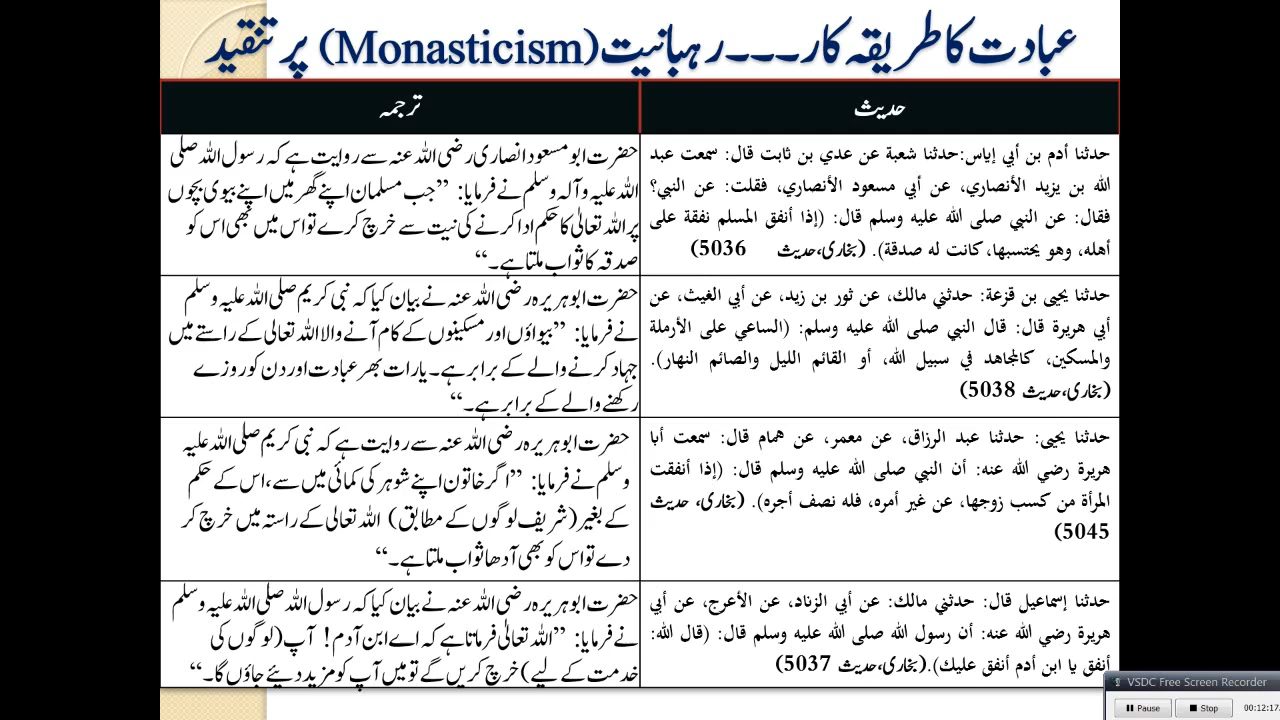 عبادت کا طریقہ کار۔۔۔رہبانیت (Monasticism) پر تنقید
حدیث
ترجمہ
حدثنا أدم بن أبي إياس:حدثنا شعبة عن عدي بن ثابت قال: سمعت عبد
الله بن يزيد الأنصاري، عن أبي مسعود الأنصاري، فقلت: عن النبي؟
فقال: عن النبي صلى الله عليه وسلم قال: (إذا أنفق المسلم نفقة على
أهله، وهو يحتسبها، كانت له صدقة). (بخاری،حدیث 5036)
حضرت ابو مسعود انصاری رضی اللہ عنہ سے روایت ہے کہ رسول اللہ صلی
اللہ علیہ وآلہ وسلم نے فرمایا: ”جب مسلمان اپنے گھر میں اپنے بیوی بچوں
پر اللہ تعالیٰ کا حکم ادا کرنے کی نیت سے خرچ کرے تو اس میں بھی اس کو
صدقہ کا ثواب ملتا ہے۔“
حدثنا يحيى بن قزعة: حدثني مالك، عن ثور بن زيد، عن أبي الغيث، عن
أبي هريرة قال: قال النبي صلى الله عليه وسلم: (الساعي على الأرملة
والمسكين، كالمجاهد في سبيل الله، أو القائم الليل والصائم النهار).
(بخاری،حدیث 5038)
حضرت ابو ہریرہ رضی اللہ عنہ نے بیان کیا کہ نبی کریم صلی اللہ علیہ وسلم
نے فرمایا: ”بیواؤں اور مسکینوں کے کام آنے والا اللہ تعالی کے راستے میں
جہاد کرنے والے کے برابر ہے۔ یا رات بھر عبادت اور دن کو روزے
رکھنے والے کے برابر ہے۔“
حدثنا يحيى: حدثنا عبد الرزاق، عن معمر، عن همام قال: سمعت أبا
هريرة رضي الله عنه: أن النبي صلى الله عليه وسلم قال: (إذا أنفقت
المرأة من كسب زوجها، عن غير أمره، فله نصف أجره). (بخاری، حدیث
5045)
حضرت ابو ہریرہ رضی اللہ عنہ سے روایت ہے کہ نبی کریم صلی اللہ علیہ
وسلم نے فرمایا: ”اگر خاتون اپنے شوہر کی کمائی میں سے، اس کے حکم
کے بغیر (شریف لوگوں کے مطابق) اللہ تعالی کے راستہ میں خرچ کر
دے تو اس کو بھی آدھا ثواب ملتا ہے۔“
حدثنا إسماعيل قال: حدثني مالك: عن أبي الزناد، عن الأعرج، عن أبي
هريرة رضي الله عنه: أن رسول الله صلى الله عليه وسلم قال: (قال الله:
أنفق يا ابن أدم أنفق عليك).(بخاری،حدیث 5037)
حضرت ابو ہریرہ رضی اللہ عنہ نے بیان کیا کہ رسول اللہ صلی اللہ علیہ وسلم
نے فرمایا: ”اللہ تعالیٰ فرماتا ہے کہ اے ابن آدم! آپ (لوگوں کی
خدمت کے لیے) خرچ کریں گے تو میں آپ کو مزید دیئے جاؤں گا۔“
VSDC Free Screen Recorder
Pause Stop 00:12:17